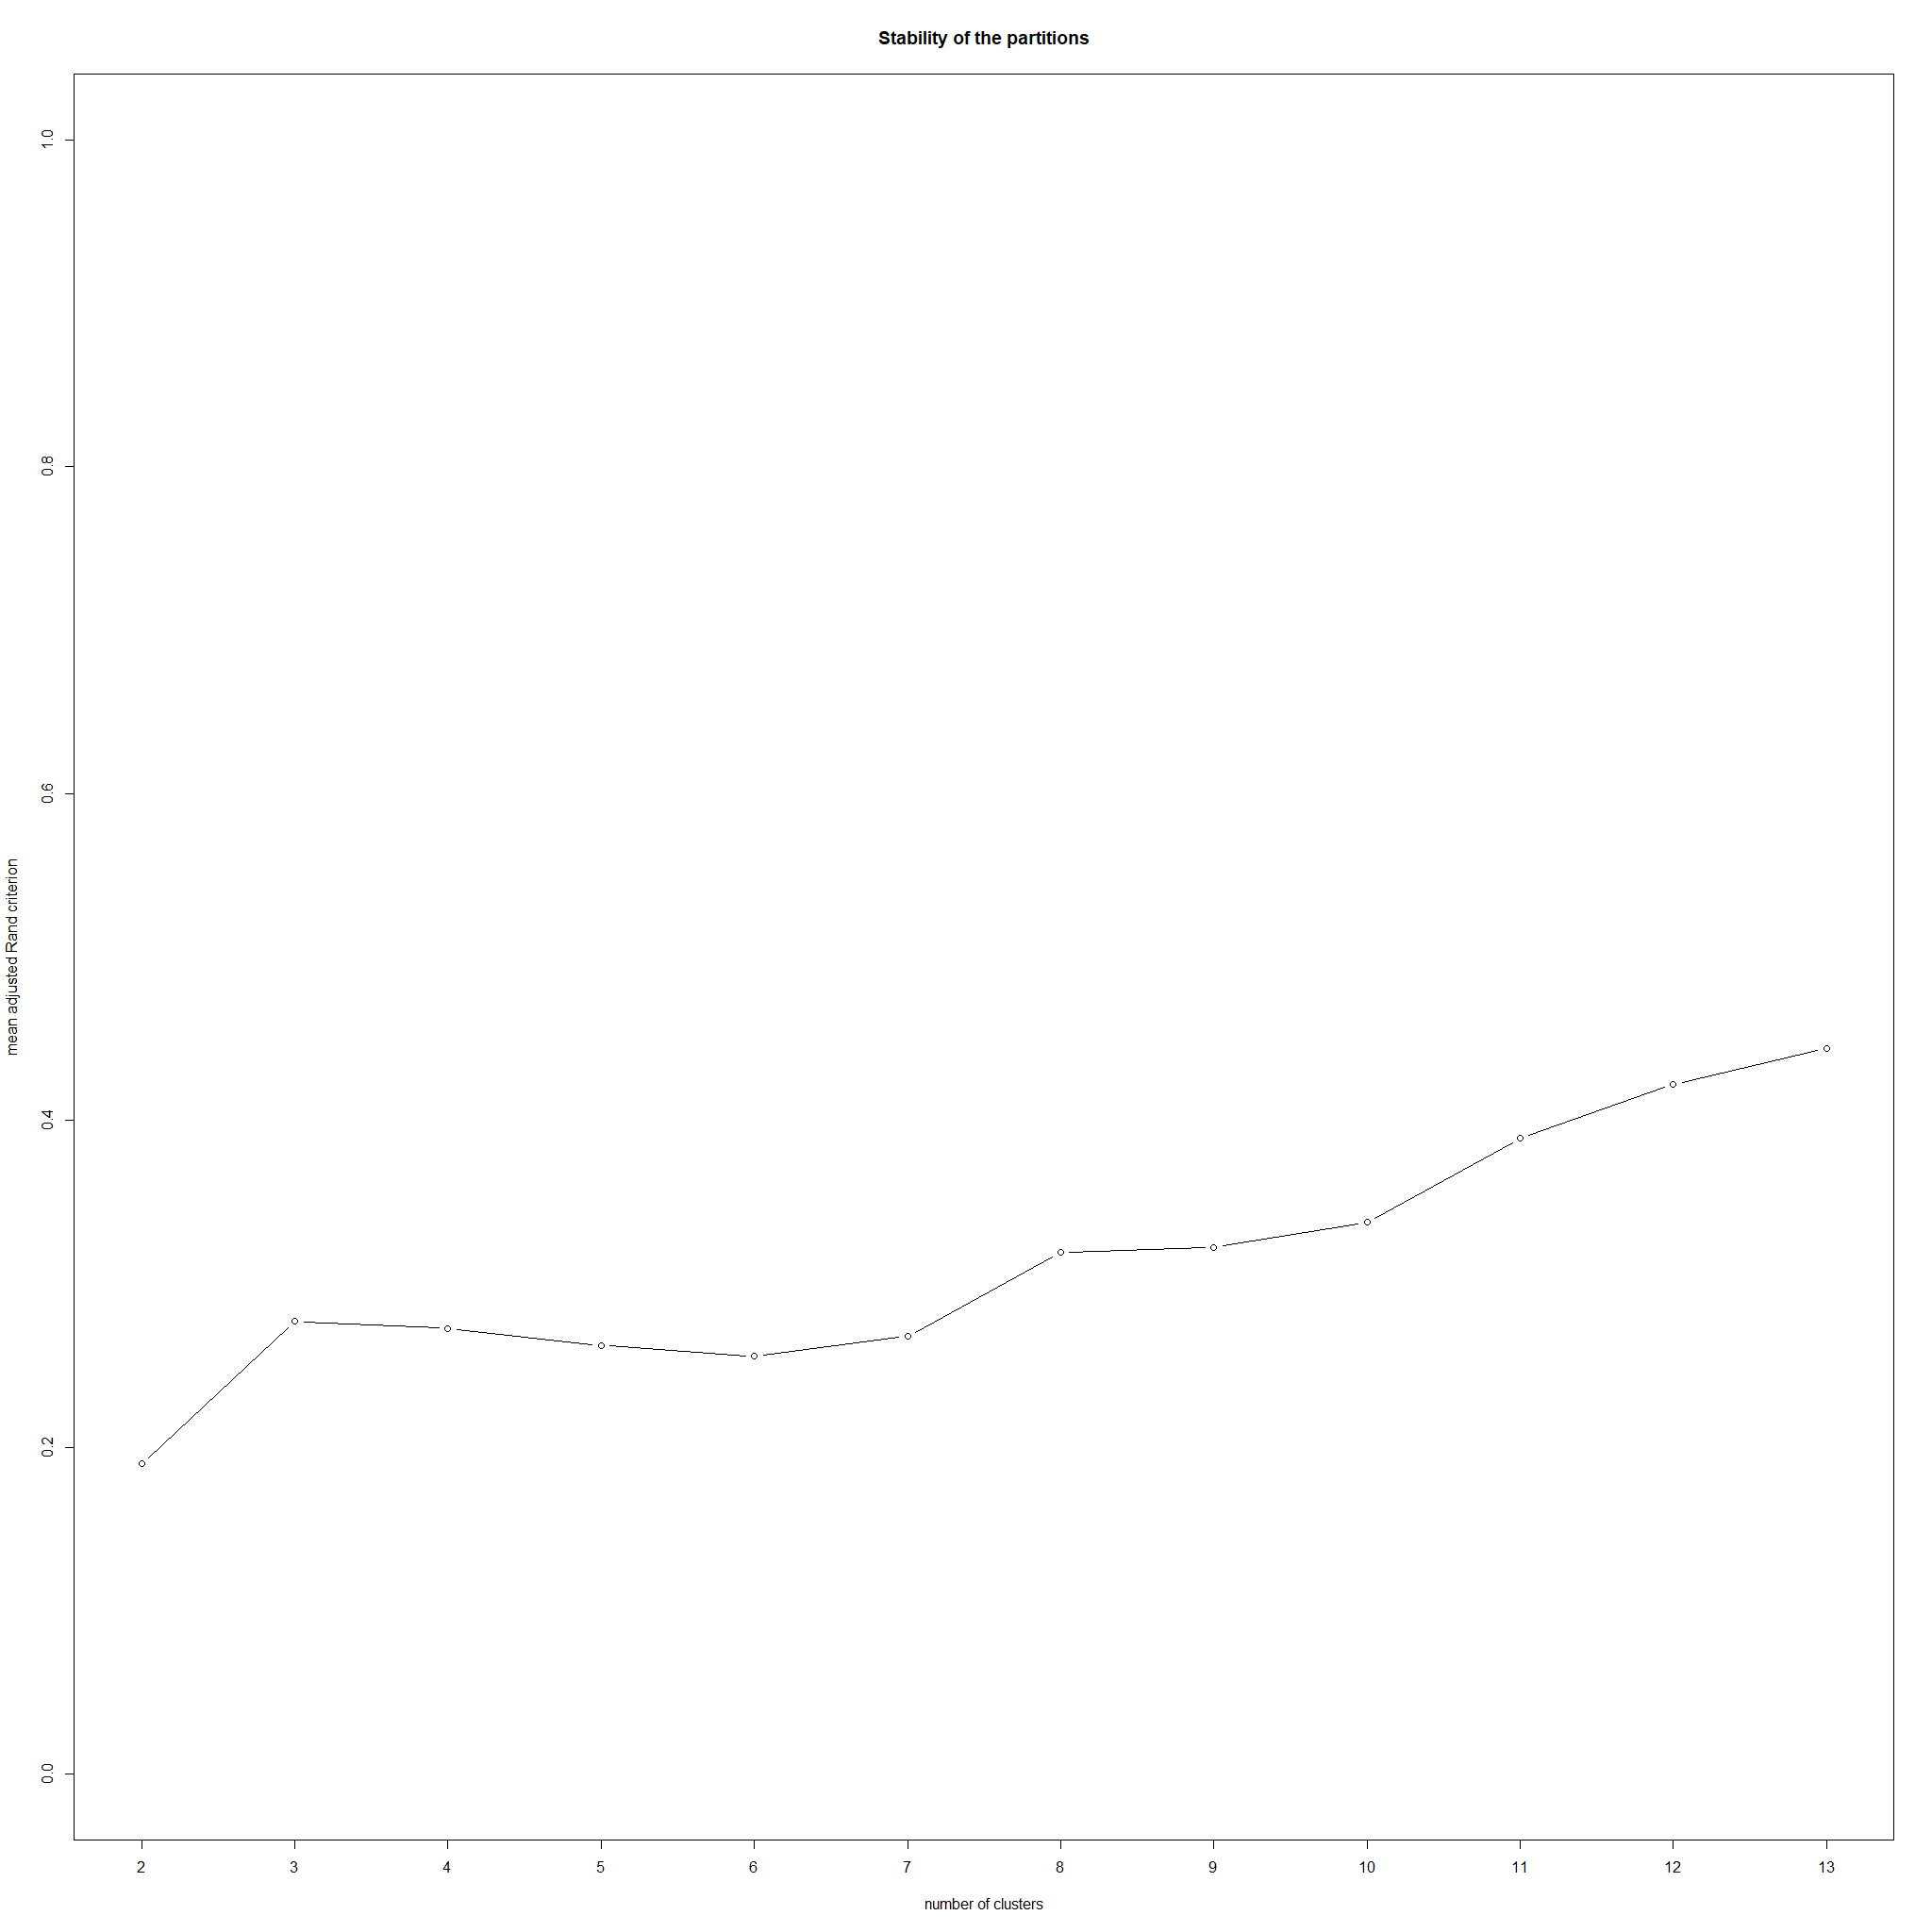 Stability of the partitions
1.0
0.8
0.6
0.4
0.2
0.0
mean adjusted Rand criterion
2 3 4 5 6 7 8 9 10 11 12 13
number of clusters